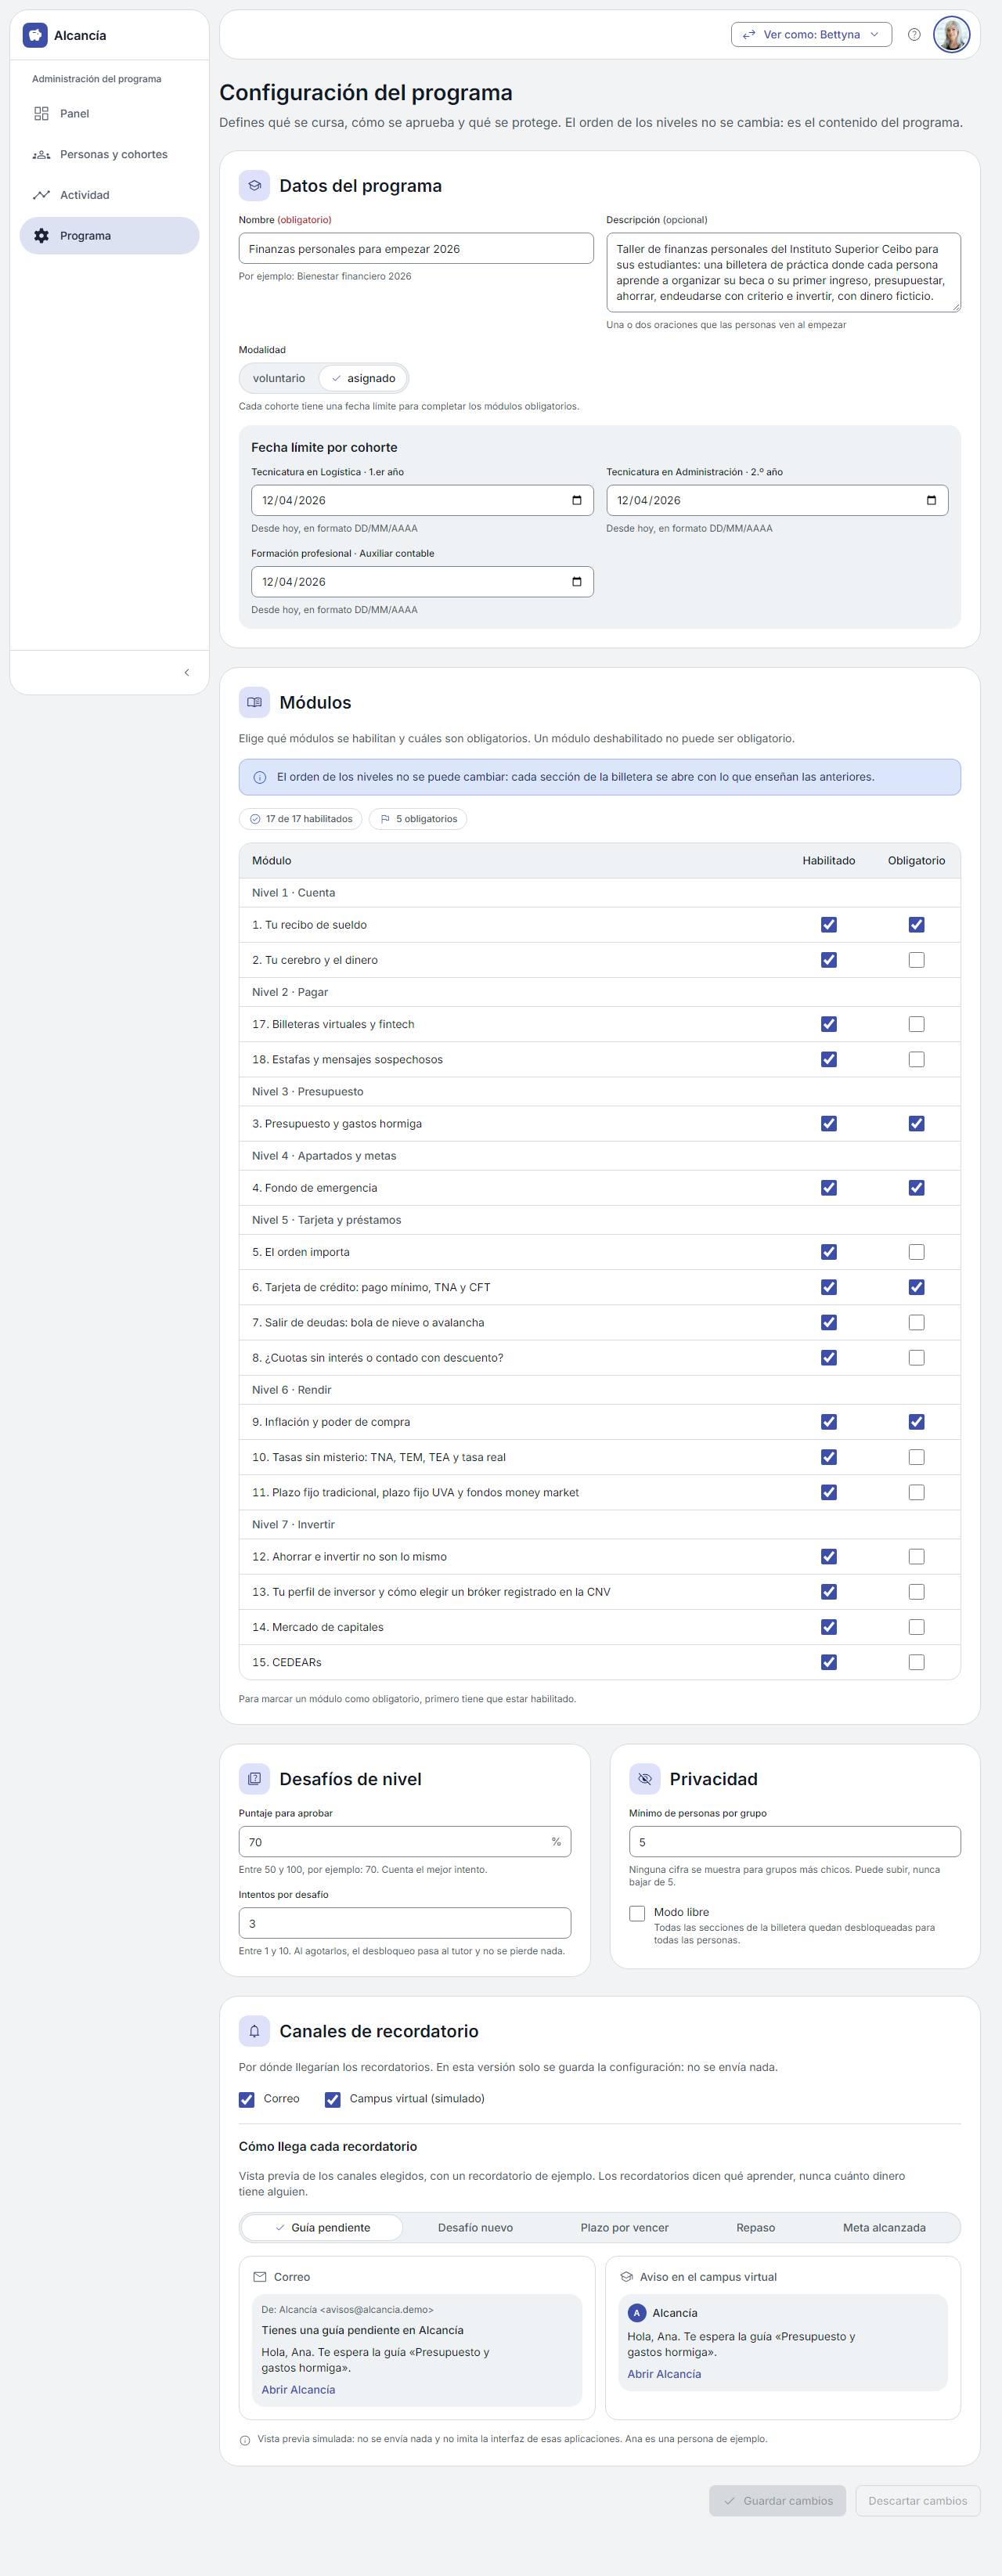 Alcancía
Ver como: Bettyna
Administración del programa
Panel
Personas y cohortes
Actividad
Programa
Configuración del programa
Defines qué se cursa, cómo se aprueba y qué se protege. El orden de los niveles no se cambia: es el contenido del programa.
Datos del programa
Nombre (obligatorio)
Finanzas personales para empezar 2026
Por ejemplo: Bienestar financiero 2026
Descripción (opcional)
Taller de finanzas personales del Instituto Superior Ceibo para
sus estudiantes: una billetera de práctica donde cada persona
aprende a organizar su beca o su primer ingreso, presupuestar,
ahorrar, endeudarse con criterio e invertir, con dinero ficticio.
Una o dos oraciones que las personas ven al empezar
Modalidad
voluntario
asignado
Cada cohorte tiene una fecha límite para completar los módulos obligatorios.
Fecha límite por cohorte
Tecnicatura en Logística · 1.er año
12/04/2026
Desde hoy, en formato DD/MM/AAAA
Tecnicatura en Administración · 2.º año
12/04/2026
Desde hoy, en formato DD/MM/AAAA
Formación profesional · Auxiliar contable
12/04/2026
Desde hoy, en formato DD/MM/AAAA
Módulos
Elige qué módulos se habilitan y cuáles son obligatorios. Un módulo deshabilitado no puede ser obligatorio.
El orden de los niveles no se puede cambiar: cada sección de la billetera se abre con lo que enseñan las anteriores.
17 de 17 habilitados
5 obligatorios
Módulo Habilitado Obligatorio
Nivel 1 · Cuenta
1. Tu recibo de sueldo
2. Tu cerebro y el dinero
Nivel 2 · Pagar
17. Billeteras virtuales y fintech
18. Estafas y mensajes sospechosos
Nivel 3 · Presupuesto
3. Presupuesto y gastos hormiga
Nivel 4 · Apartados y metas
4. Fondo de emergencia
Nivel 5 · Tarjeta y préstamos
5. El orden importa
6. Tarjeta de crédito: pago mínimo, TNA y CFT
7. Salir de deudas: bola de nieve o avalancha
8. ¿Cuotas sin interés o contado con descuento?
Nivel 6 · Rendir
9. Inflación y poder de compra
10. Tasas sin misterio: TNA, TEM, TEA y tasa real
11. Plazo fijo tradicional, plazo fijo UVA y fondos money market
Nivel 7 · Invertir
12. Ahorrar e invertir no son lo mismo
13. Tu perfil de inversor y cómo elegir un bróker registrado en la CNV
14. Mercado de capitales
15. CEDEARs
Para marcar un módulo como obligatorio, primero tiene que estar habilitado.
Desafíos de nivel
Puntaje para aprobar
70 %
Entre 50 y 100, por ejemplo: 70. Cuenta el mejor intento.
Intentos por desafío
3
Entre 1 y 10. Al agotarlos, el desbloqueo pasa al tutor y no se pierde nada.
Privacidad
Mínimo de personas por grupo
5
Ninguna cifra se muestra para grupos más chicos. Puede subir, nunca
bajar de 5.
Modo libre
Todas las secciones de la billetera quedan desbloqueadas para
todas las personas.
Canales de recordatorio
Por dónde llegarían los recordatorios. En esta versión solo se guarda la configuración: no se envía nada.
Correo
Campus virtual (simulado)
Cómo llega cada recordatorio
Vista previa de los canales elegidos, con un recordatorio de ejemplo. Los recordatorios dicen qué aprender, nunca cuánto dinero
tiene alguien.
Guía pendiente
Desafío nuevo
Plazo por vencer
Repaso
Meta alcanzada
Correo
De: Alcancía <avisos@alcancia.demo>
Tienes una guía pendiente en Alcancía
Hola, Ana. Te espera la guía «Presupuesto y
gastos hormiga».
Abrir Alcancía
Aviso en el campus virtual
A
Alcancía
Hola, Ana. Te espera la guía «Presupuesto y
gastos hormiga».
Abrir Alcancía
Vista previa simulada: no se envía nada y no imita la interfaz de esas aplicaciones. Ana es una persona de ejemplo.
Guardar cambios
Descartar cambios